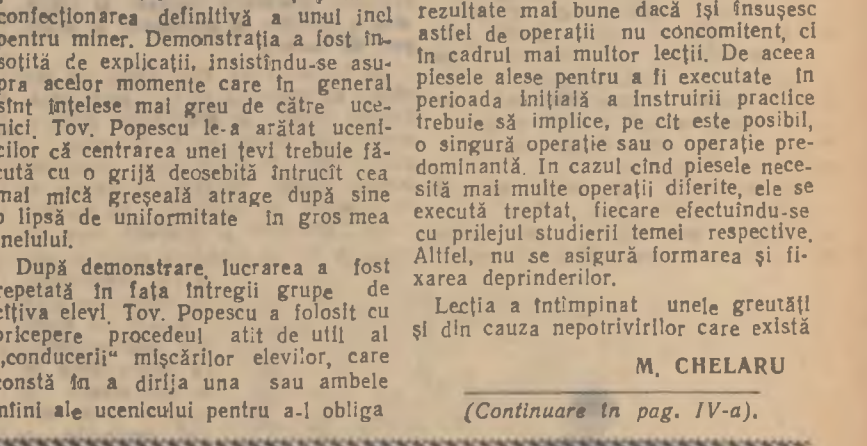 confecționarea definitivă a unui inel
pentru miner. Demonstrația a fost în-
soțită de explicații, insistîndu-se asu-
pra acelor momente care în general
sînt înțelese mai greu de către uce-
nici. Tov. Popescu le-a arătat uceni-
cilor că centrarea unei țevi trebuie fă-
cută cu o grijă deosebită întrucît cea
mai mică greșeală atrage după sine
o lipsă de uniformitate în grosimea
inelului.
După demonstrare, lucrarea a fost
repetată în fața întregii grupe de
cîțiva elevi. Tov. Popescu a folosit cu
pricepere procedeul atît de util al
„conducerii“ mișcărilor elevilor, care
constă în a dirija una sau ambele
mîini ale ucenicului pentru a-l obliga
rezultate mai bune dacă își însușesc
astfel de operații nu concomitent, ci
în cadrul mai multor lecții. De aceea
piesele alese pentru a fi executate în
perioada inițială a instruirii practice
trebuie să implice, pe cît este posibil,
o singură operație sau o operație pre-
dominantă. In cazul cînd piesele nece-
sită mai multe operații diferite, ele se
execută treptat, fiecare efectuîndu-se
cu prilejul studierii temei respective.
Altfel, nu se asigură formarea și fi-
xarea deprinderilor.
Lecția a întîmpinat unele greutăți
și din cauza nepotrivirilor care există
M. CHELARU
(Continuare în pag. IV-a).